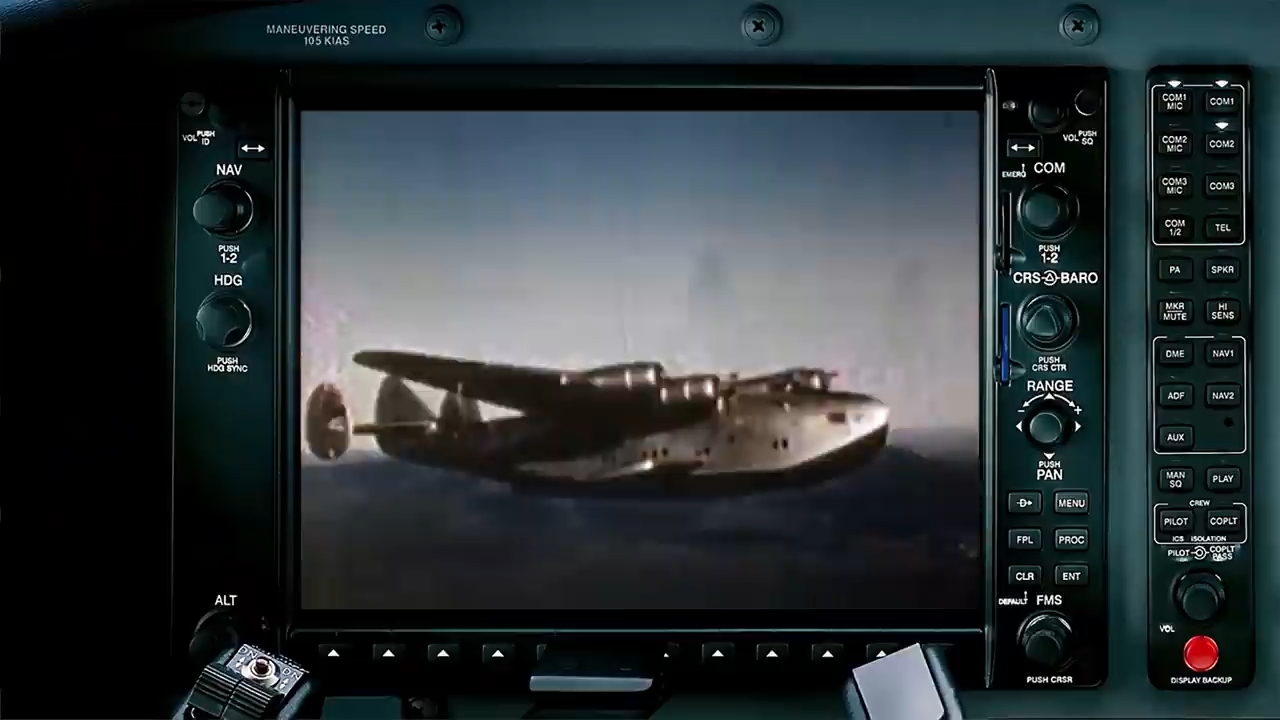 MANEUVERING SPEED
105 KIAS
VOL PUSH ID
NAV
PUSH
1-2
HDG
PUSH
HDG SYNC
ALT
DN
VOL PUSH SQ
EMERG
COM
PUSH
1-2
CRS BARO
PUSH
CRS CTR
RANGE
- +
PUSH
PAN
D MENU
FPL PROC
CLR ENT
DEFAULT FMS
PUSH CRSR
COM1 MIC COM1
COM2 MIC COM2
COM3 MIC COM3
COM 1/2 TEL
PA SPKR
MKR MUTE HI SENS
DME NAV1
ADF NAV2
AUX
MAN SQ PLAY
CREW
PILOT COPLT
ICS ISOLATION
PILOT COPLT PASS
VOL
DISPLAY BACKUP